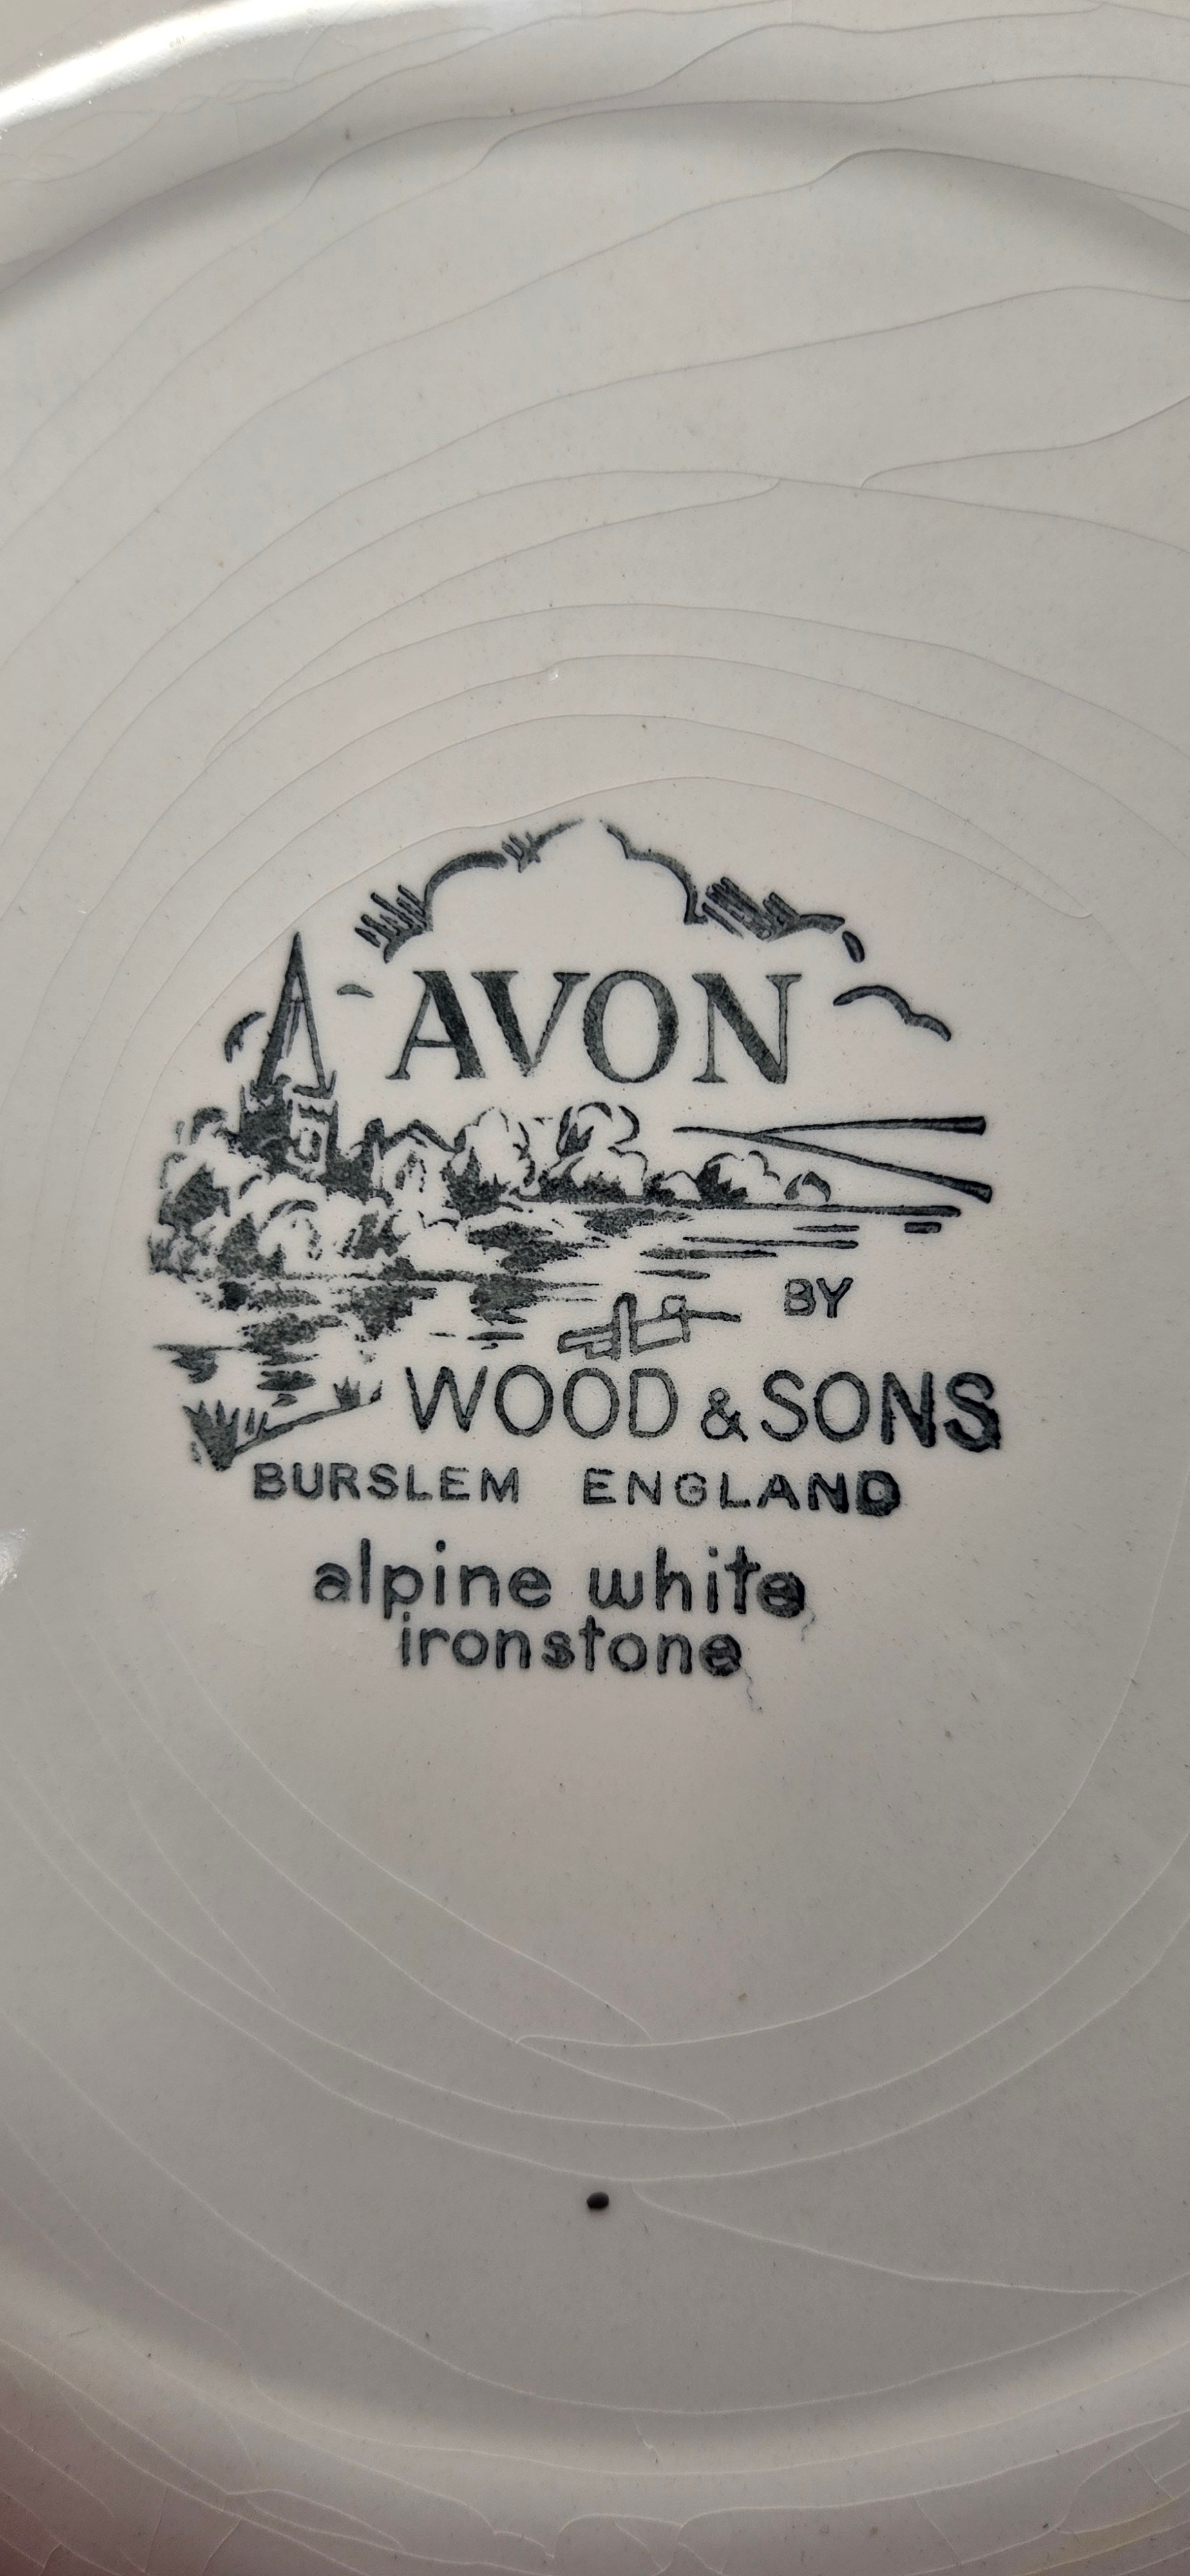 AVON
BY
WOOD & SONS
BURSLEM ENGLAND
alpine white
ironstone